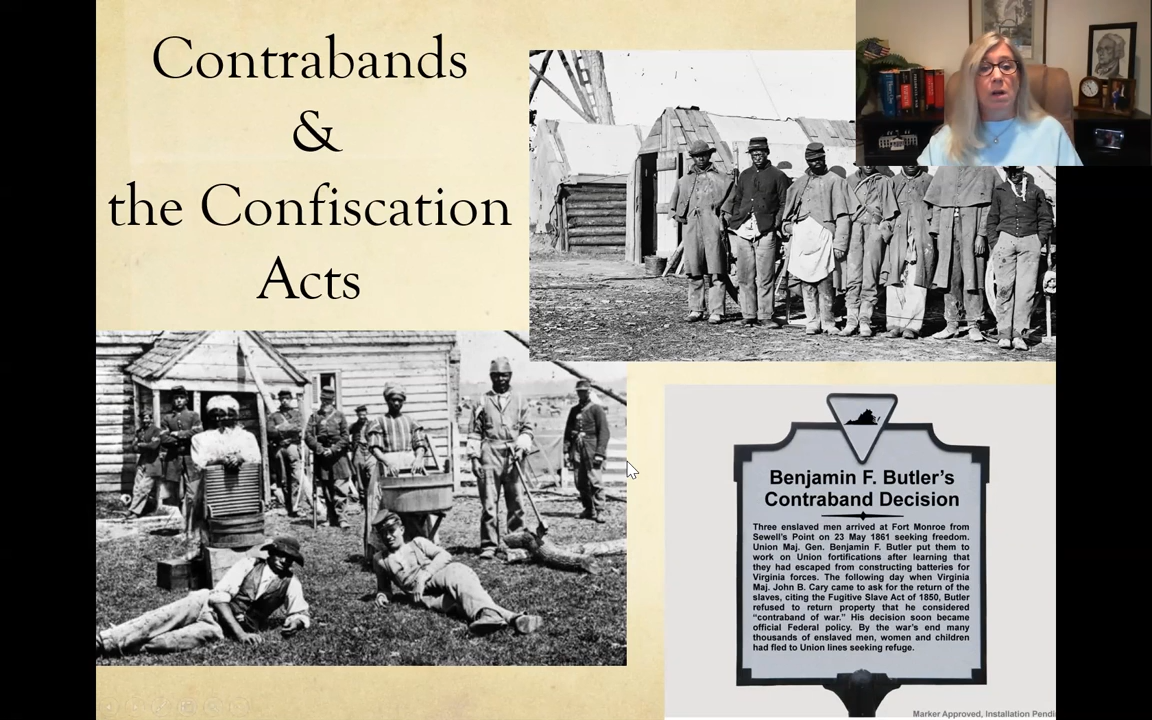 Contrabands
&
the Confiscation
Acts
Benjamin F. Butler's
Contraband Decision
Three enslaved men arrived at Fort Monroe from
Sewell's Point on 23 May 1861 seeking freedom.
Union Maj. Gen. Benjamin F. Butler put them to
work on Union fortifications after learning that
they had escaped from constructing batteries for
Virginia forces. The following day when Virginia
Maj. John B. Cary came to ask for the return of the
slaves, citing the Fugitive Slave Act of 1850, Butler
refused to return property that he considered
“contraband of war.” His decision soon became
official Federal policy. By the war's end many
thousands of enslaved men, women and children
had fled to Union lines seeking refuge.
Marker Approved, Installation Pendi